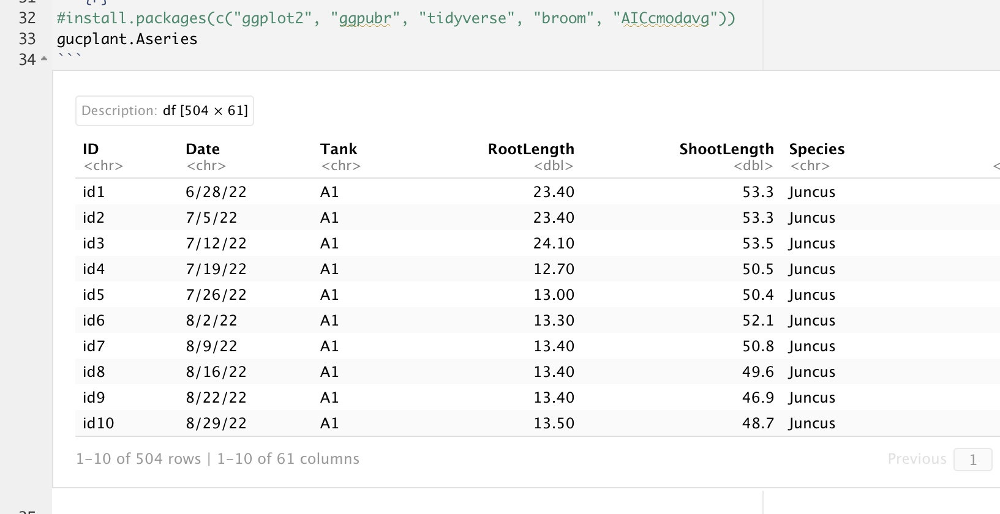 32 #install.packages(c("ggplot2", "ggpubr", "tidyverse", "broom", "AICcmodavg"))
33 gucplant.Aseries
34 ```
Description: df [504 × 61]
ID Date Tank RootLength ShootLength Species
<chr> <chr> <chr> <dbl> <dbl> <chr> <
id1 6/28/22 A1 23.40 53.3 Juncus
id2 7/5/22 A1 23.40 53.3 Juncus
id3 7/12/22 A1 24.10 53.5 Juncus
id4 7/19/22 A1 12.70 50.5 Juncus
id5 7/26/22 A1 13.00 50.4 Juncus
id6 8/2/22 A1 13.30 52.1 Juncus
id7 8/9/22 A1 13.40 50.8 Juncus
id8 8/16/22 A1 13.40 49.6 Juncus
id9 8/22/22 A1 13.40 46.9 Juncus
id10 8/29/22 A1 13.50 48.7 Juncus
1–10 of 504 rows | 1–10 of 61 columns Previous 1